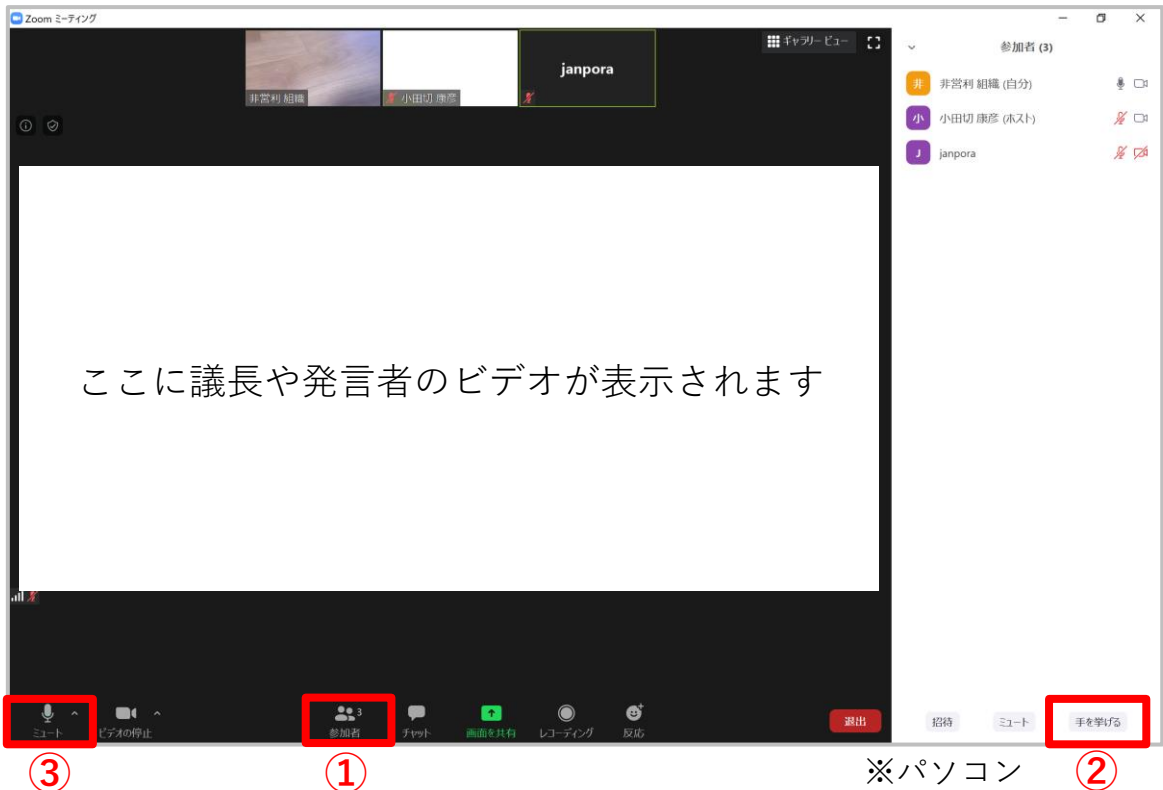 Zoom ミーティング
非営利 組織
小田切 康彦
janpora
ギャラリー ビュー
参加者 (3)
非 非営利 組織 (自分)
小 小田切 康彦 (ホスト)
J janpora
ここに議長や発言者のビデオが表示されます
ミュート
ビデオの停止
3
参加者
チャット
画面を共有
レコーディング
反応
退出
招待
ミュート
手を挙げる
③
①
※パソコン
②